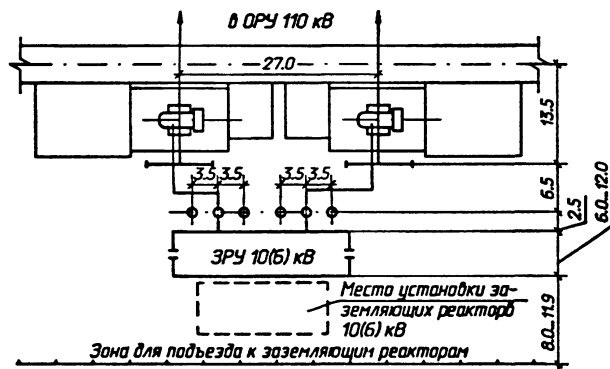 в ОРУ 110 кВ
27.0
13.5
3.5 3.5 3.5 3.5
6.5
2.5
6.0...12.0
ЗРУ 10(6) кВ
Место установки за-
земляющих реакторв
10(6) кВ
8.0...11.9
Зона для подъезда к заземляющим реакторам